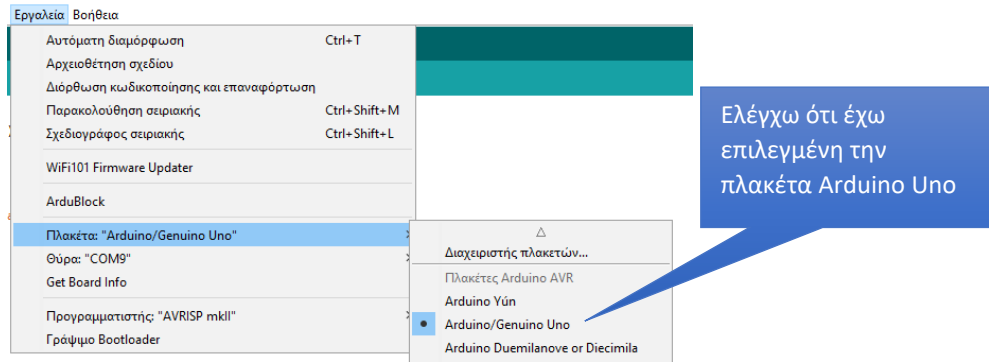 Εργαλεία Βοήθεια
Αυτόματη διαμόρφωση Ctrl+T
Αρχειοθέτηση σχεδίου
Διόρθωση κωδικοποίησης και επαναφόρτωση
Παρακολούθηση σειριακής Ctrl+Shift+M
Σχεδιογράφος σειριακής Ctrl+Shift+L
WiFi101 Firmware Updater
ArduBlock
Πλακέτα: "Arduino/Genuino Uno"
Θύρα: "COM9"
Get Board Info
Προγραμματιστής: "AVRISP mkII"
Γράψιμο Bootloader
Διαχειριστής πλακετών...
Πλακέτες Arduino AVR
Arduino Yún
Arduino/Genuino Uno
Arduino Duemilanove or Diecimila
Ελέγχω ότι έχω
επιλεγμένη την
πλακέτα Arduino Uno